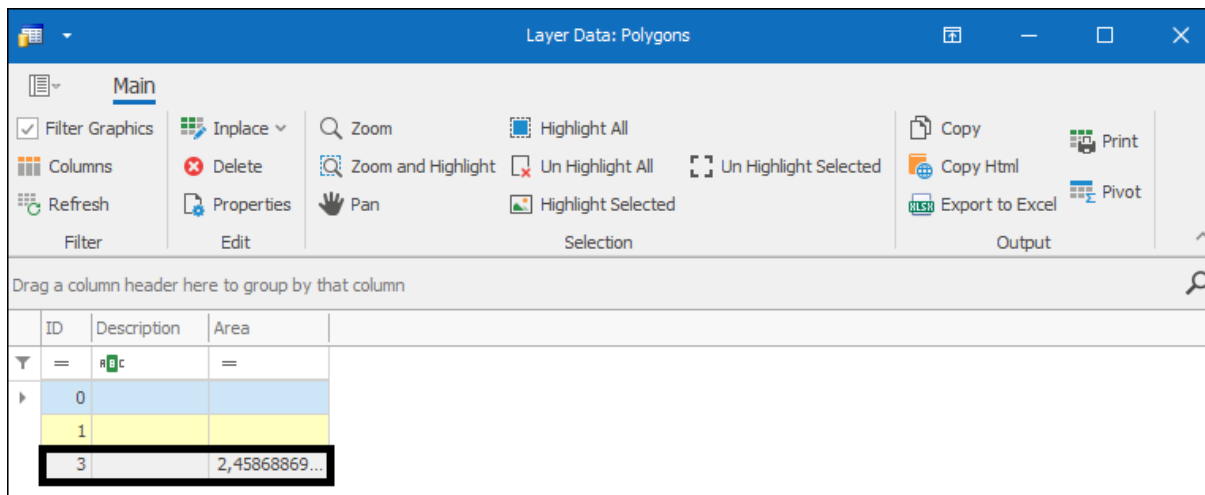 Layer Data: Polygons
Main
Filter Graphics Inplace Zoom Highlight All Copy Print
Columns Delete Zoom and Highlight Un Highlight All Un Highlight Selected Copy Html
Refresh Properties Pan Highlight Selected XLSX Export to Excel Pivot
Filter Edit Selection Output
Drag a column header here to group by that column
ID Description Area
= ABC =
0
1
3 2,45868869...